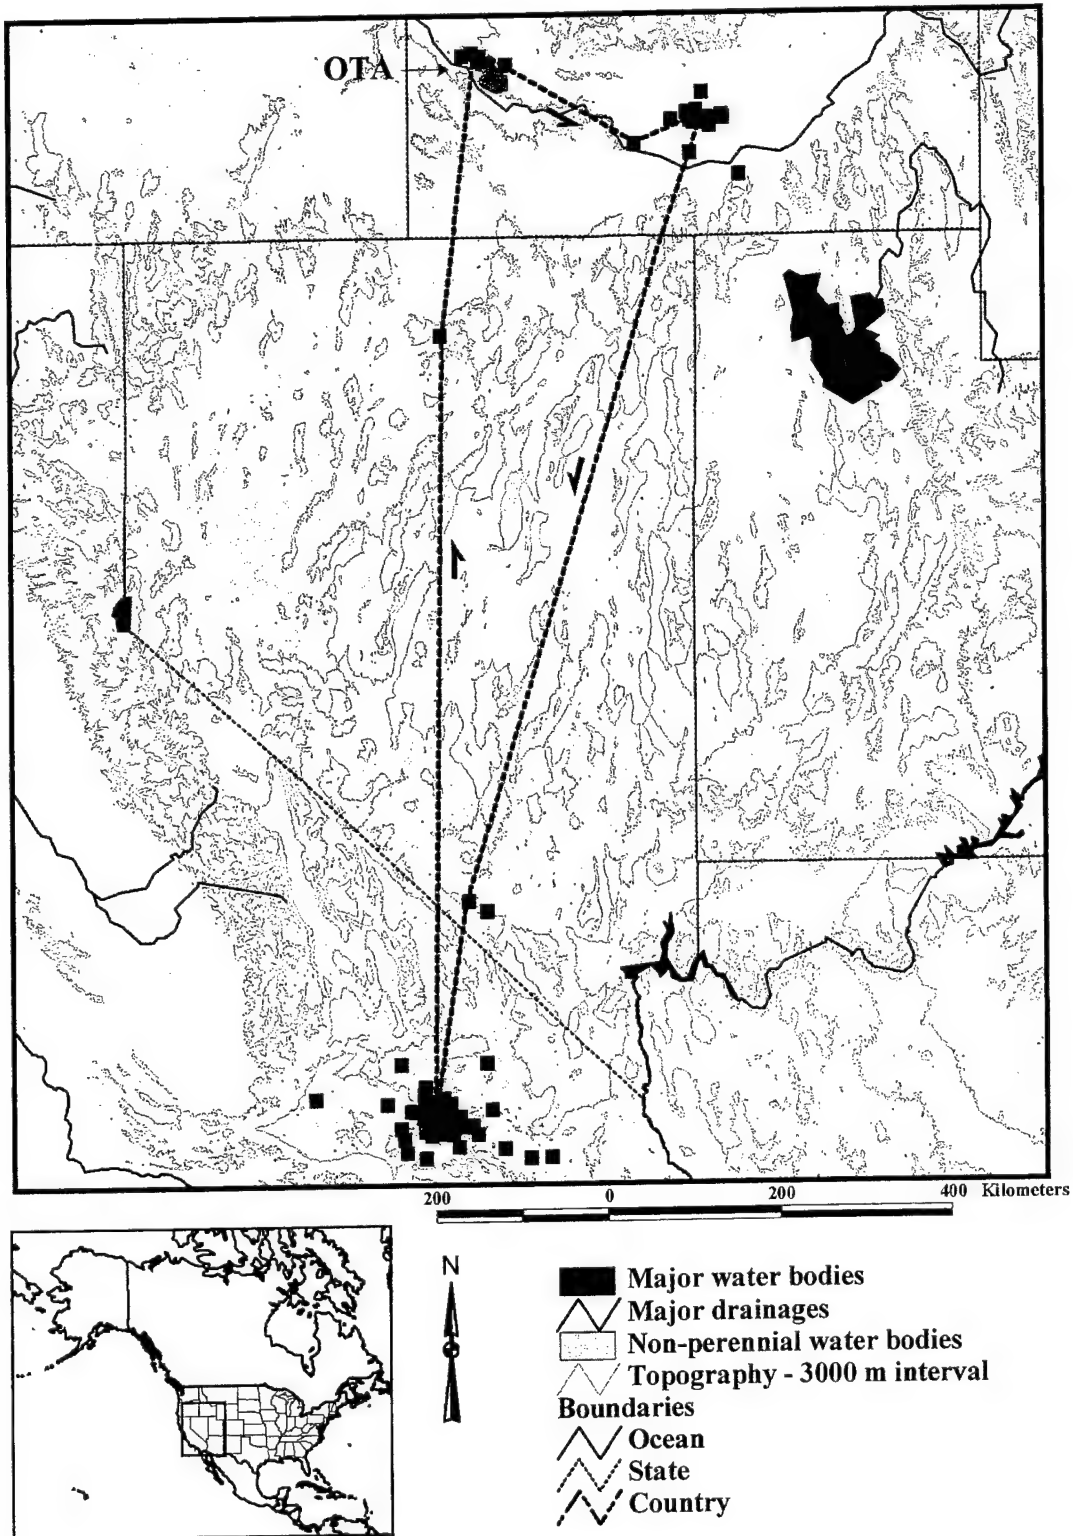 OTA
200 0 200 400 Kilometers
N
Major water bodies
Major drainages
Non-perennial water bodies
Topography - 3000 m interval
Boundaries
Ocean
State
Country